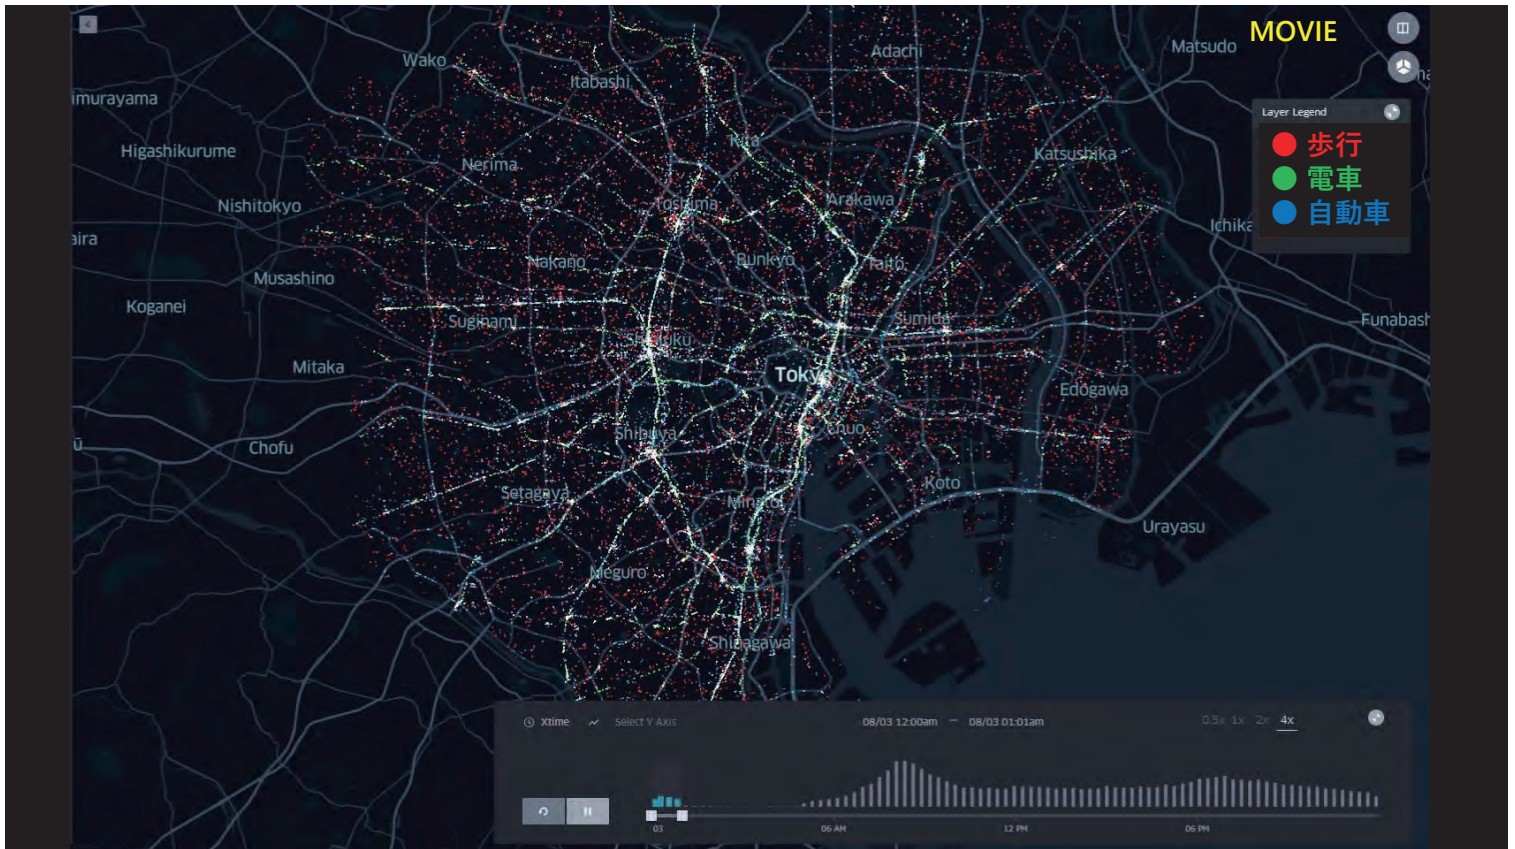 MOVIE
Adachi
Matsudo
Wako
Itabashi
imurayama
Layer Legend
歩行
Kita
Higashikurume
Katsushika
Nerima
電車
Arakawa
Toshima
Nishitokyo
自動車
Ichika
aira
Nakano
Bunkyo
Taito
Musashino
Koganei
Suginami
Sumida
Funabash
Shinjuku
Mitaka
Tokyo
Edogawa
Shibuya
Chuo
ū
Chofu
Setagaya
Minato
Koto
Urayasu
Meguro
Shinagawa
Xtime
Select Y Axis
08/03 12:00am — 08/03 01:01am
0.5x 1x 2x 4x
03
06 AM
12 PM
06 PM